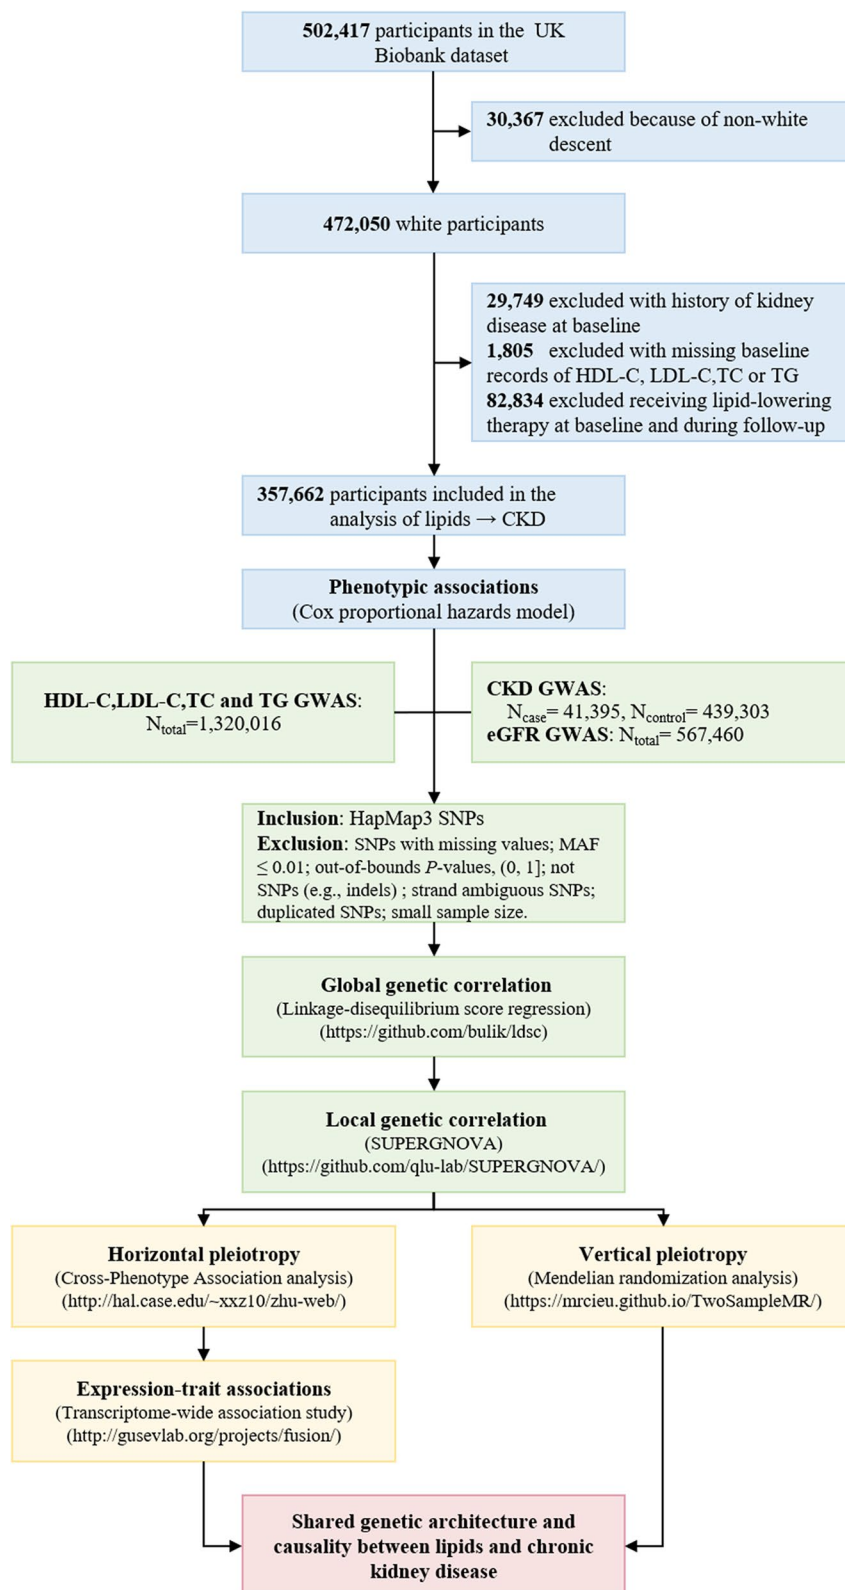 502,417 participants in the UK
Biobank dataset
30,367 excluded because of non-white
descent
472,050 white participants
29,749 excluded with history of kidney
disease at baseline
1,805 excluded with missing baseline
records of HDL-C, LDL-C,TC or TG
82,834 excluded receiving lipid-lowering
therapy at baseline and during follow-up
357,662 participants included in the
analysis of lipids → CKD
Phenotypic associations
(Cox proportional hazards model)
HDL-C,LDL-C,TC and TG GWAS:
Ntotal=1,320,016
CKD GWAS:
Ncase= 41,395, Ncontrol= 439,303
eGFR GWAS: Ntotal= 567,460
Inclusion: HapMap3 SNPs
Exclusion: SNPs with missing values; MAF
≤ 0.01; out-of-bounds P-values, (0, 1]; not
SNPs (e.g., indels) ; strand ambiguous SNPs;
duplicated SNPs; small sample size.
Global genetic correlation
(Linkage-disequilibrium score regression)
(https://github.com/bulik/ldsc)
Local genetic correlation
(SUPERGNOVA)
(https://github.com/qlu-lab/SUPERGNOVA/)
Horizontal pleiotropy
(Cross-Phenotype Association analysis)
(http://hal.case.edu/~xxz10/zhu-web/)
Vertical pleiotropy
(Mendelian randomization analysis)
(https://mrcieu.github.io/TwoSampleMR/)
Expression-trait associations
(Transcriptome-wide association study)
(http://gusevlab.org/projects/fusion/)
Shared genetic architecture and
causality between lipids and chronic
kidney disease